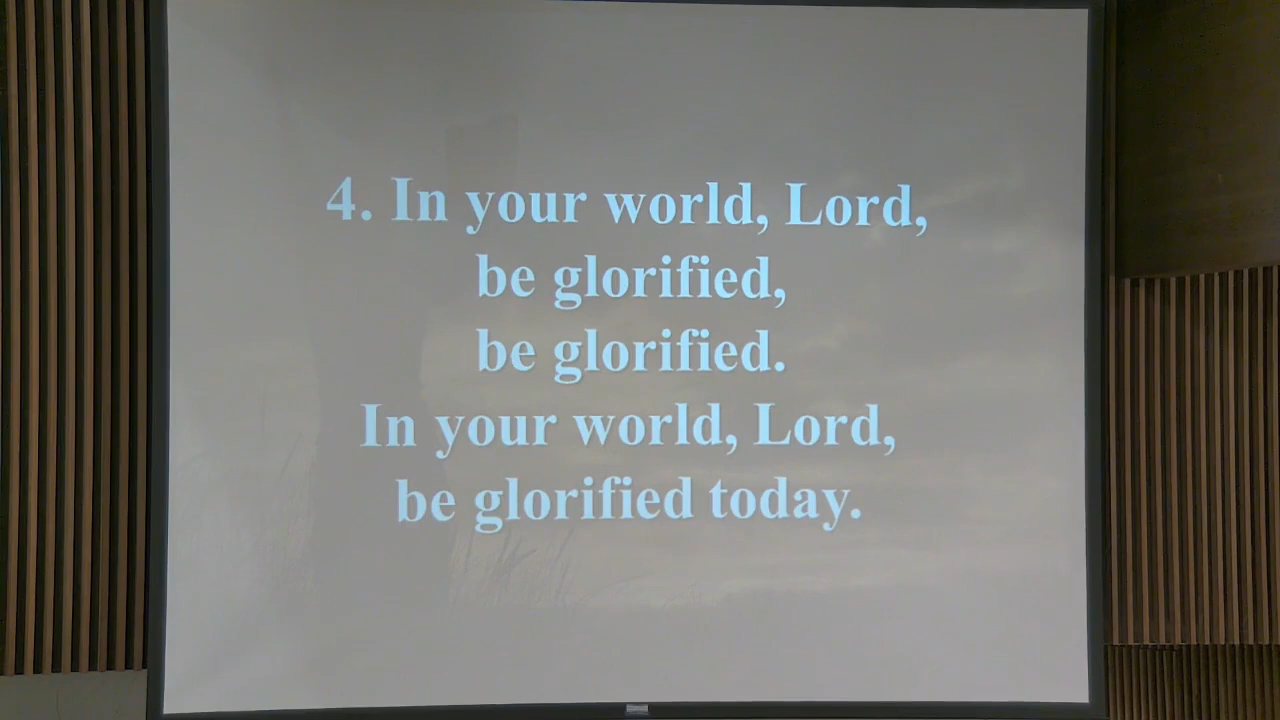 4. In your world, Lord,
be glorified,
be glorified.
In your world, Lord,
be glorified today.